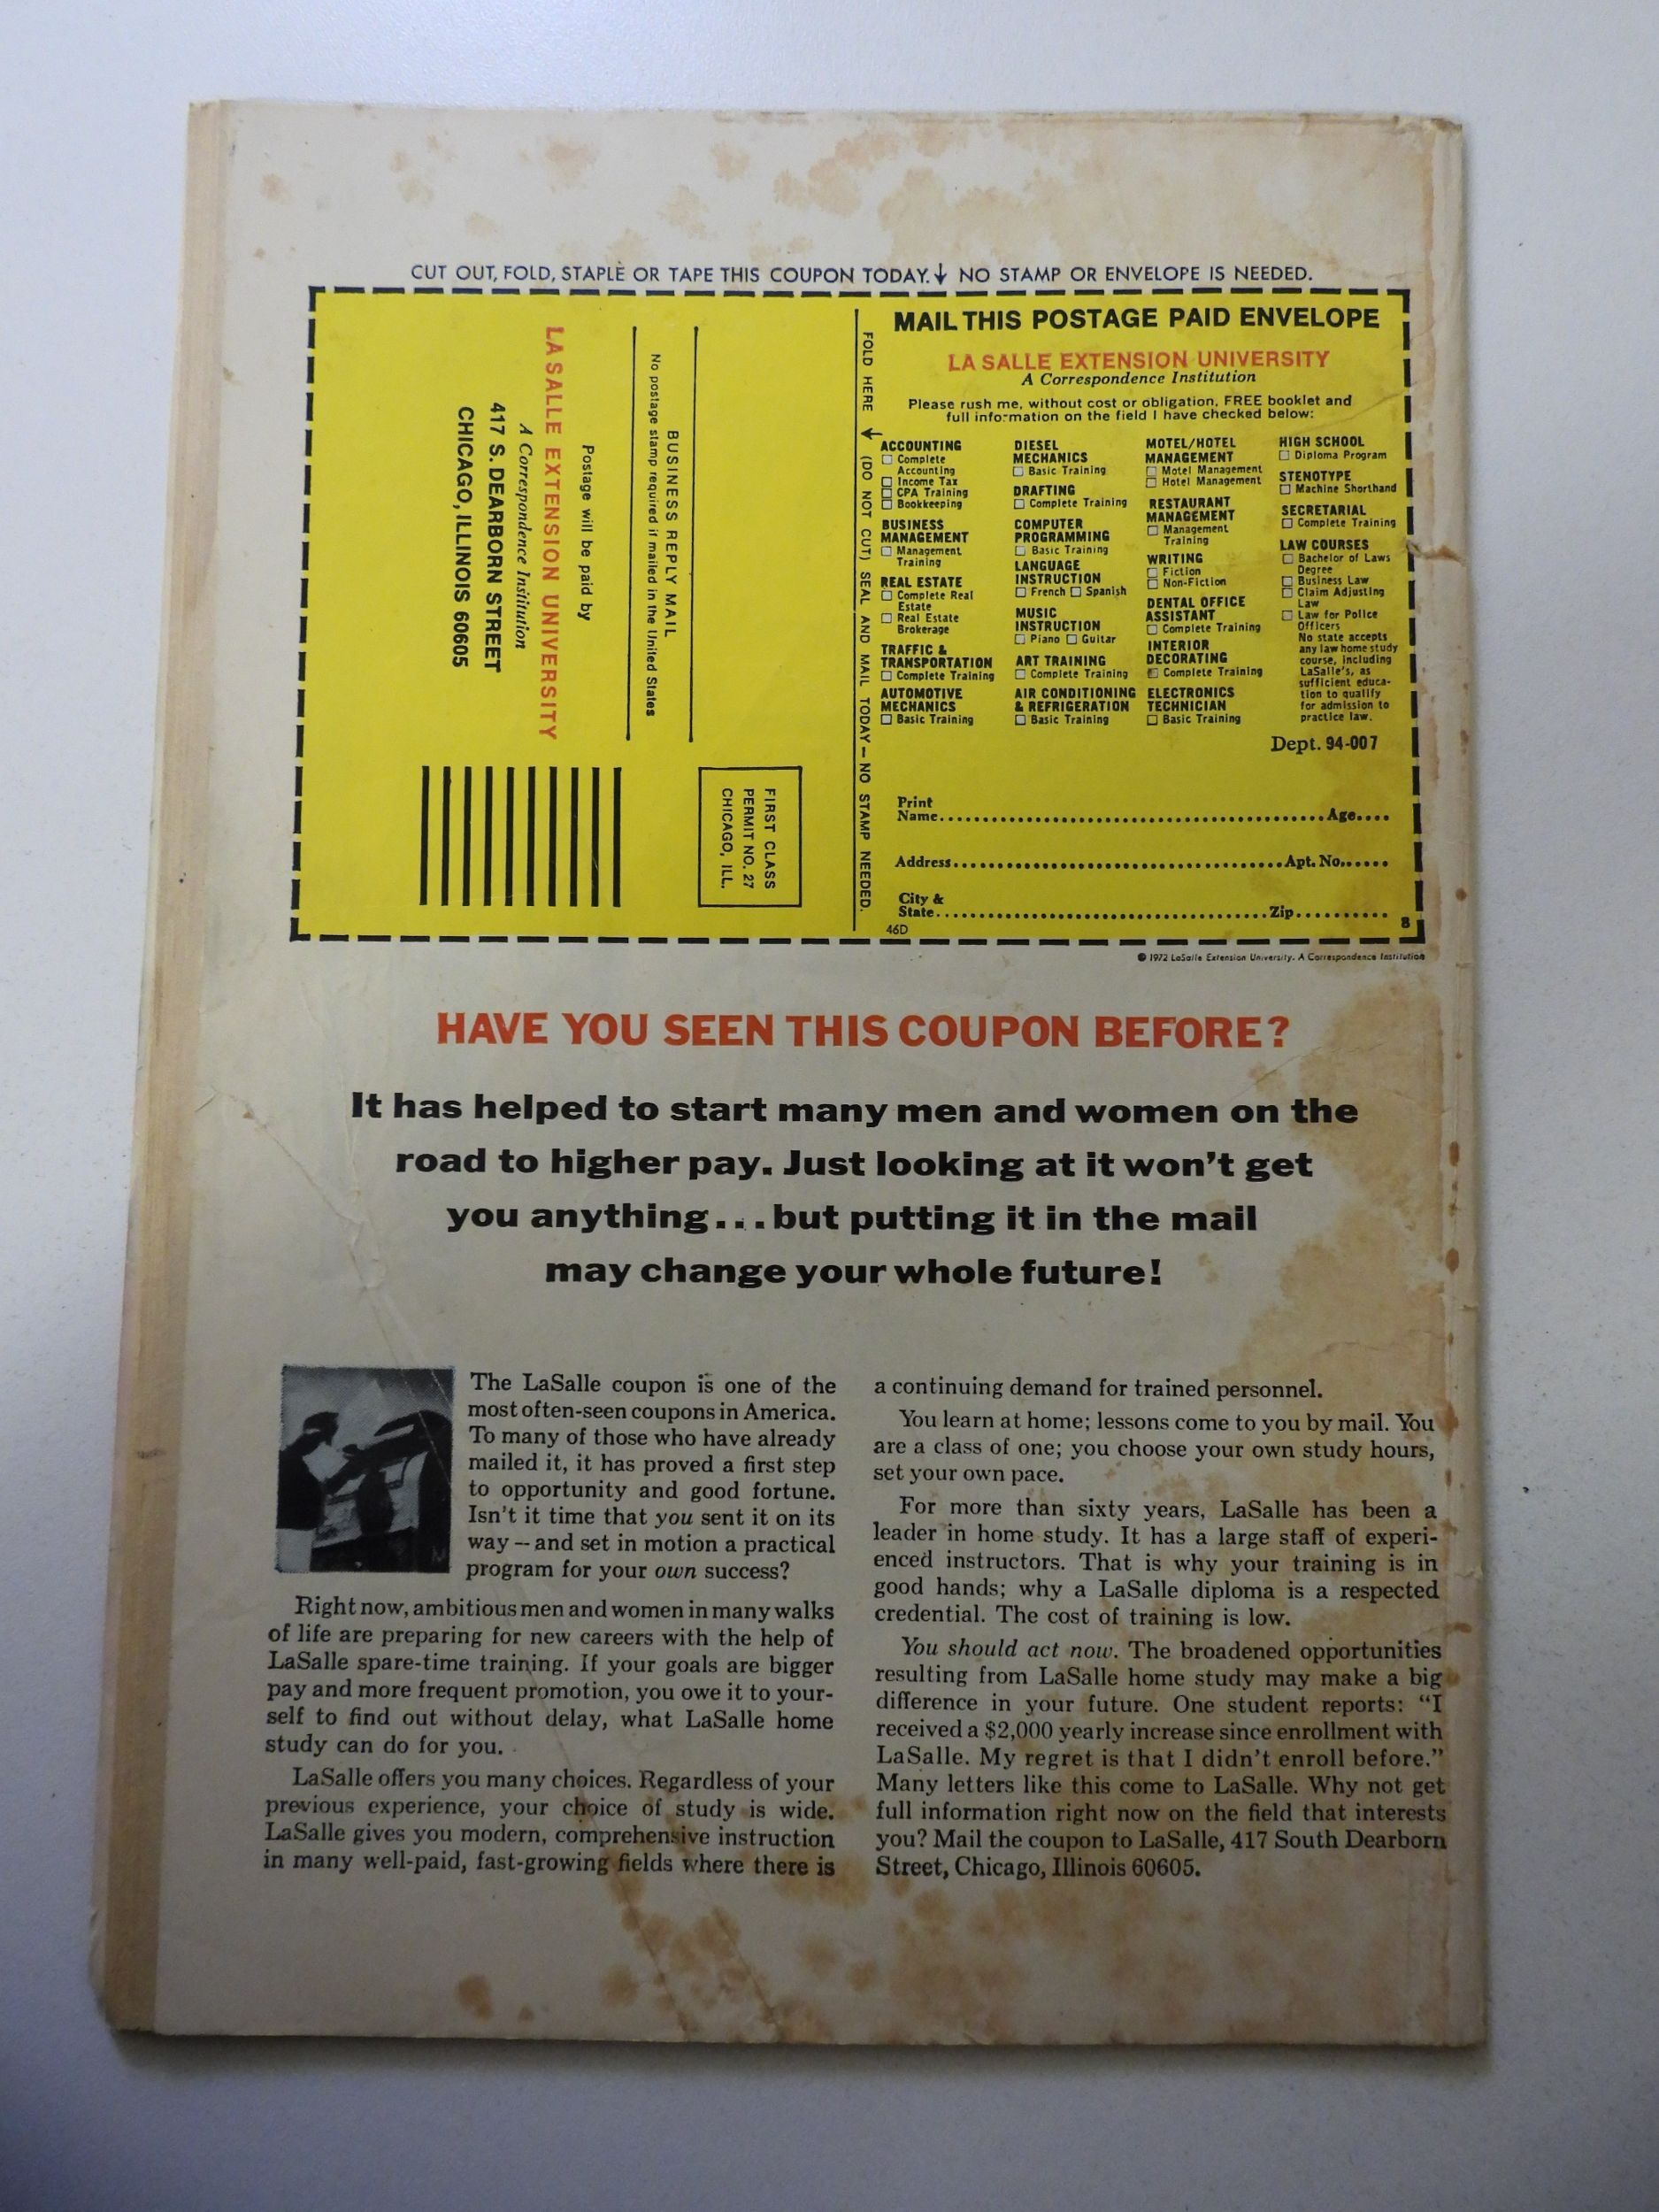 CUT OUT, FOLD, STAPLE OR TAPE THIS COUPON TODAY.↓ NO STAMP OR ENVELOPE IS NEEDED.
FIRST CLASS
PERMIT NO. 27
CHICAGO, ILL.
BUSINESS REPLY MAIL
No postage stamp required if mailed in the United States
Postage will be paid by
LASALLE EXTENSION UNIVERSITY
A Correspondence Institution
417 S. DEARBORN STREET
CHICAGO, ILLINOIS 60605
FOLD HERE ↓ (DO NOT CUT) SEAL AND MAIL TODAY — NO STAMP NEEDED.
MAIL THIS POSTAGE PAID ENVELOPE
LA SALLE EXTENSION UNIVERSITY
A Correspondence Institution
Please rush me, without cost or obligation, FREE booklet and
full information on the field I have checked below:
ACCOUNTING
☐ Complete
Accounting
☐ Income Tax
☐ CPA Training
☐ Bookkeeping
BUSINESS
MANAGEMENT
☐ Management
Training
REAL ESTATE
☐ Complete Real
Estate
☐ Real Estate
Brokerage
TRAFFIC &
TRANSPORTATION
☐ Complete Training
AUTOMOTIVE
MECHANICS
☐ Basic Training
DIESEL
MECHANICS
☐ Basic Training
DRAFTING
☐ Complete Training
COMPUTER
PROGRAMMING
☐ Basic Training
LANGUAGE
INSTRUCTION
☐ French ☐ Spanish
MUSIC
INSTRUCTION
☐ Piano ☐ Guitar
ART TRAINING
☐ Complete Training
AIR CONDITIONING
& REFRIGERATION
☐ Basic Training
MOTEL/HOTEL
MANAGEMENT
☐ Motel Management
☐ Hotel Management
RESTAURANT
MANAGEMENT
☐ Management
Training
WRITING
☐ Fiction
☐ Non-Fiction
DENTAL OFFICE
ASSISTANT
☐ Complete Training
INTERIOR
DECORATING
☐ Complete Training
ELECTRONICS
TECHNICIAN
☐ Basic Training
HIGH SCHOOL
☐ Diploma Program
STENOTYPE
☐ Machine Shorthand
SECRETARIAL
☐ Complete Training
LAW COURSES
☐ Bachelor of Laws
Degree
☐ Business Law
☐ Claim Adjusting
Law
☐ Law for Police
Officers
No state accepts
any law home study
course, including
LaSalle's, as
sufficient educa-
tion to qualify
for admission to
practice law.
Dept. 94-007
Print
Name.....Age....
Address.....Apt. No......
City &
State.....Zip..........
46D 8
© 1972 LaSalle Extension University. A Correspondence Institution
HAVE YOU SEEN THIS COUPON BEFORE?
It has helped to start many men and women on the
road to higher pay. Just looking at it won't get
you anything...but putting it in the mail
may change your whole future!
The LaSalle coupon is one of the
most often-seen coupons in America.
To many of those who have already
mailed it, it has proved a first step
to opportunity and good fortune.
Isn't it time that you sent it on its
way — and set in motion a practical
program for your own success?
Right now, ambitious men and women in many walks
of life are preparing for new careers with the help of
LaSalle spare-time training. If your goals are bigger
pay and more frequent promotion, you owe it to your-
self to find out without delay, what LaSalle home
study can do for you.
LaSalle offers you many choices. Regardless of your
previous experience, your choice of study is wide.
LaSalle gives you modern, comprehensive instruction
in many well-paid, fast-growing fields where there is
a continuing demand for trained personnel.
You learn at home; lessons come to you by mail. You
are a class of one; you choose your own study hours,
set your own pace.
For more than sixty years, LaSalle has been a
leader in home study. It has a large staff of experi-
enced instructors. That is why your training is in
good hands; why a LaSalle diploma is a respected
credential. The cost of training is low.
You should act now. The broadened opportunities
resulting from LaSalle home study may make a big
difference in your future. One student reports: "I
received a $2,000 yearly increase since enrollment with
LaSalle. My regret is that I didn't enroll before."
Many letters like this come to LaSalle. Why not get
full information right now on the field that interests
you? Mail the coupon to LaSalle, 417 South Dearborn
Street, Chicago, Illinois 60605.